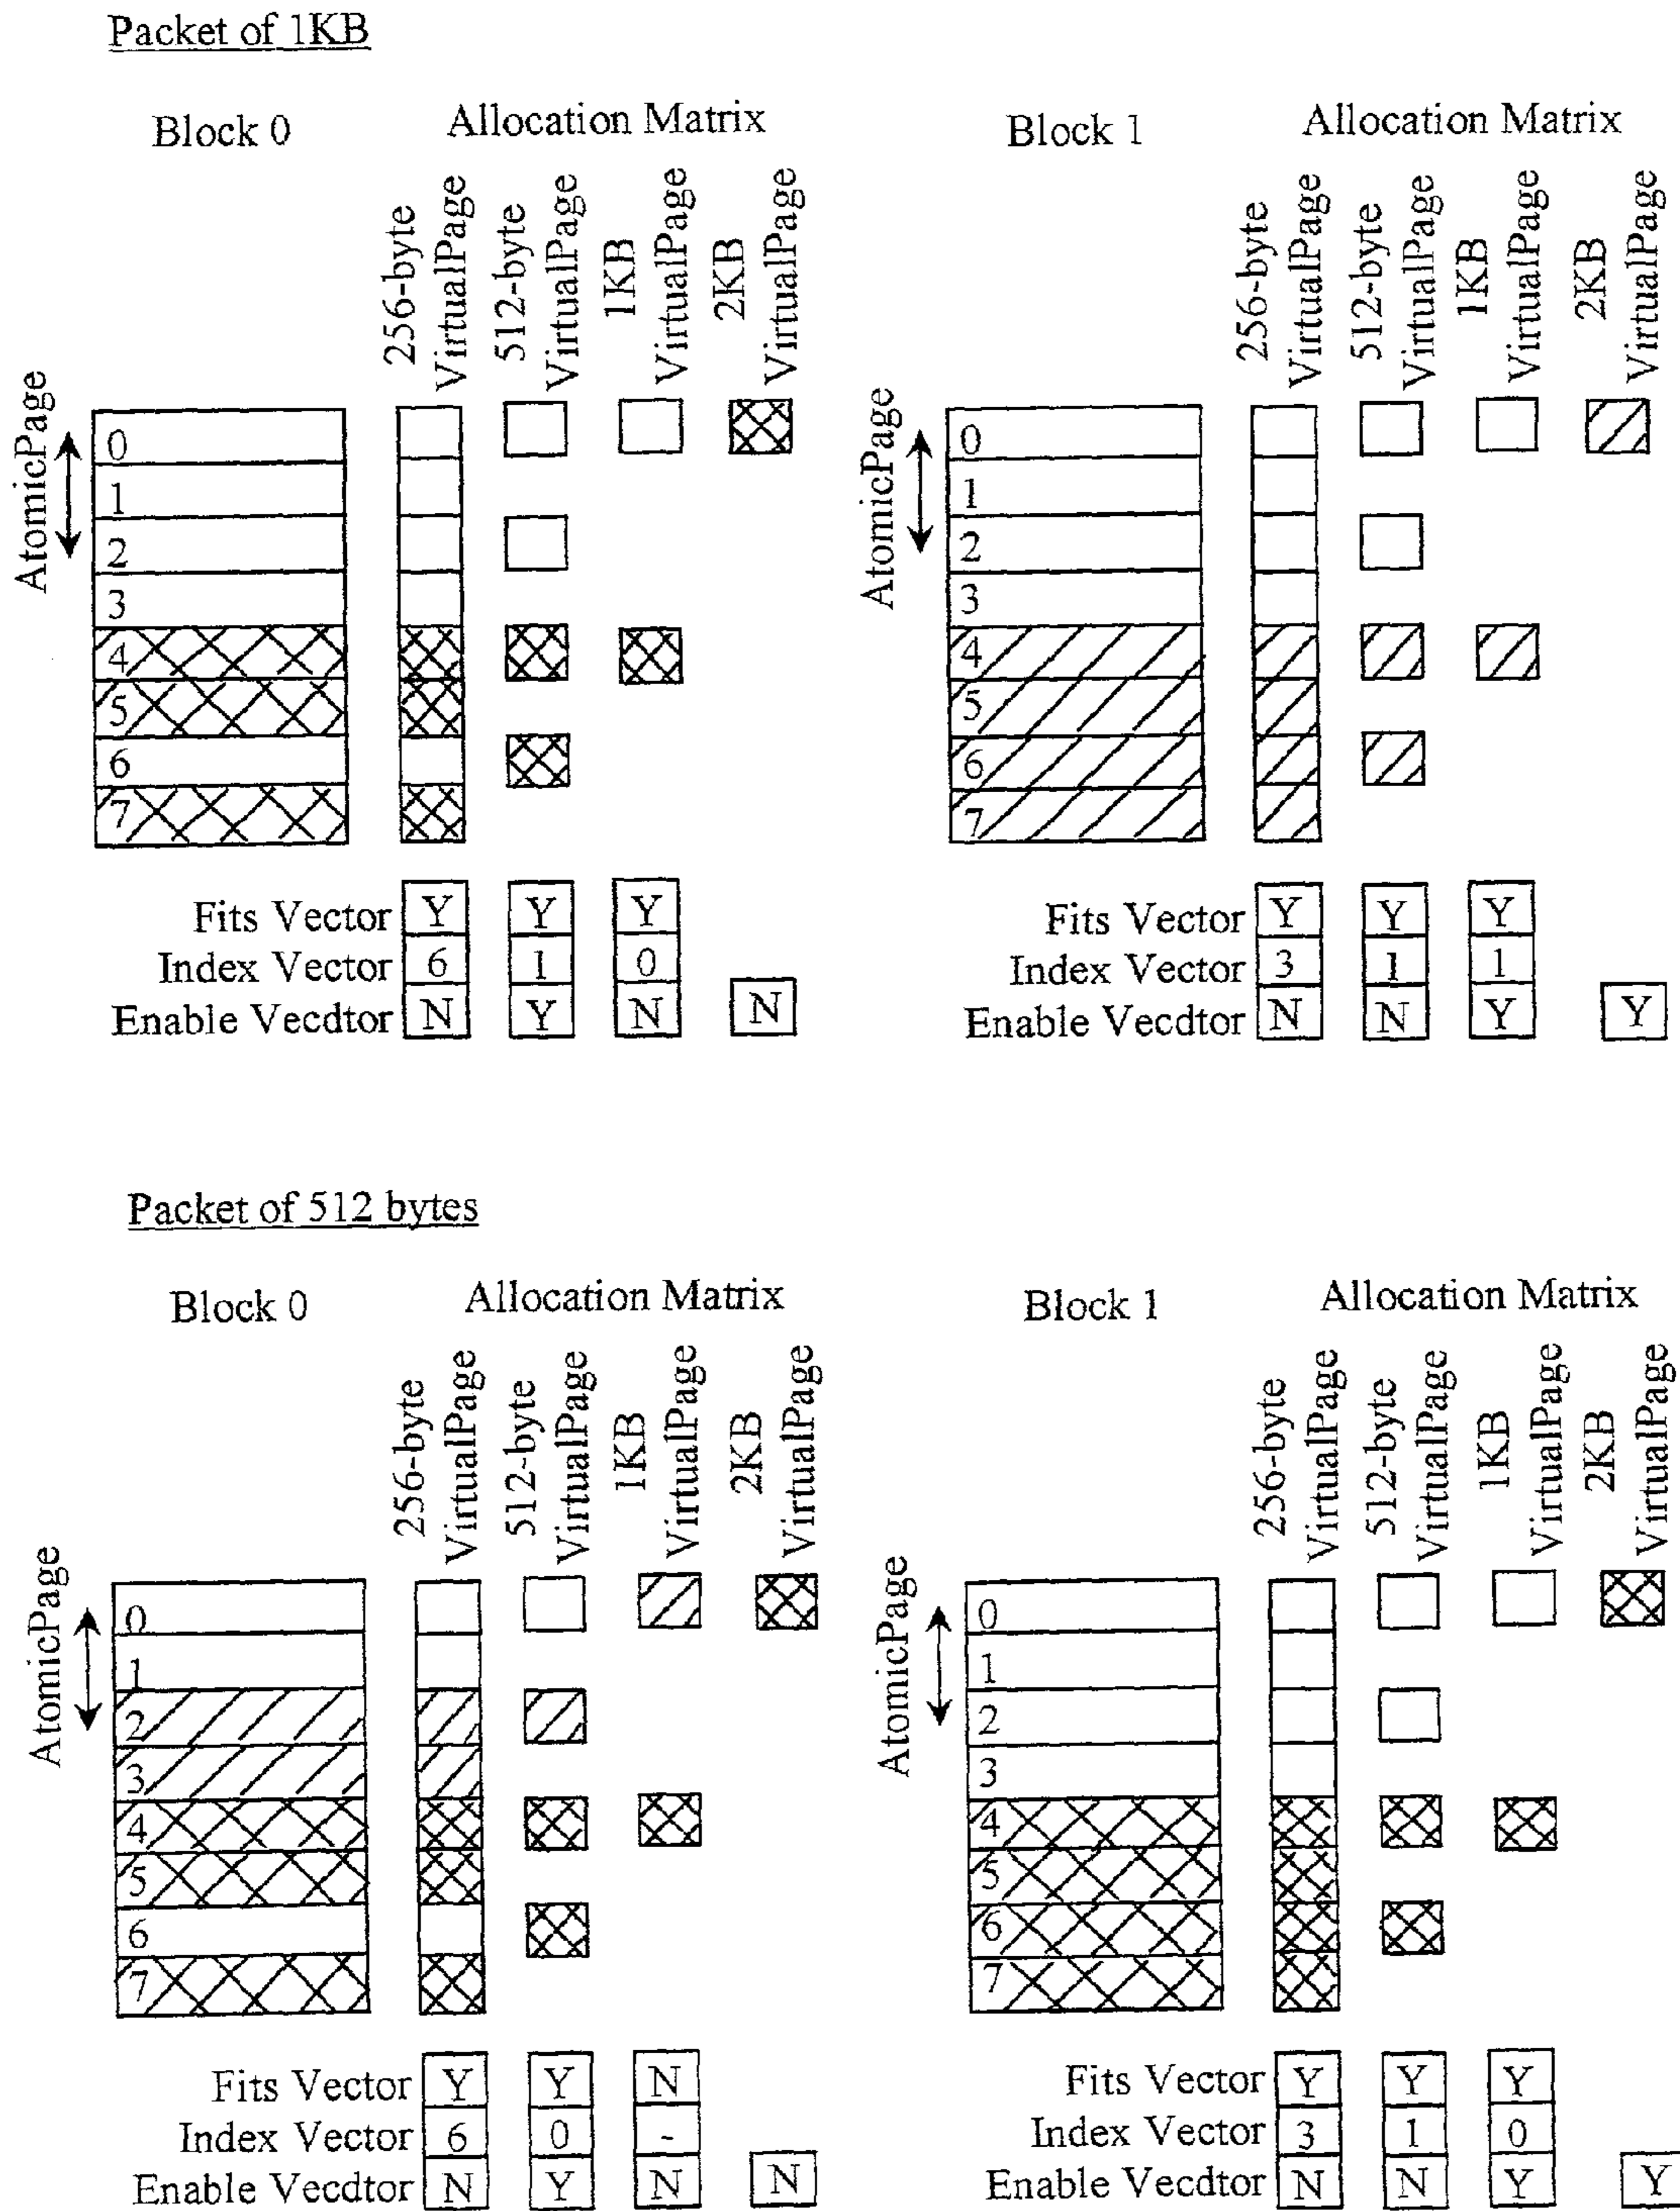 Packet of 1KB
Block 0
Allocation Matrix
256-byte
VirtualPage
512-byte
VirtualPage
1KB
VirtualPage
2KB
VirtualPage
AtomicPage
0
1
2
3
4
5
6
7
Fits Vector Y Y Y
Index Vector 6 1 0
Enable Vecdtor N Y N N
Block 1
Allocation Matrix
256-byte
VirtualPage
512-byte
VirtualPage
1KB
VirtualPage
2KB
VirtualPage
AtomicPage
0
1
2
3
4
5
6
7
Fits Vector Y Y Y
Index Vector 3 1 1
Enable Vecdtor N N Y Y
Packet of 512 bytes
Block 0
Allocation Matrix
256-byte
VirtualPage
512-byte
VirtualPage
1KB
VirtualPage
2KB
VirtualPage
AtomicPage
0
1
2
3
4
5
6
7
Fits Vector Y Y N
Index Vector 6 0 -
Enable Vecdtor N Y N N
Block 1
Allocation Matrix
256-byte
VirtualPage
512-byte
VirtualPage
1KB
VirtualPage
2KB
VirtualPage
AtomicPage
0
1
2
3
4
5
6
7
Fits Vector Y Y Y
Index Vector 3 1 0
Enable Vecdtor N N Y Y